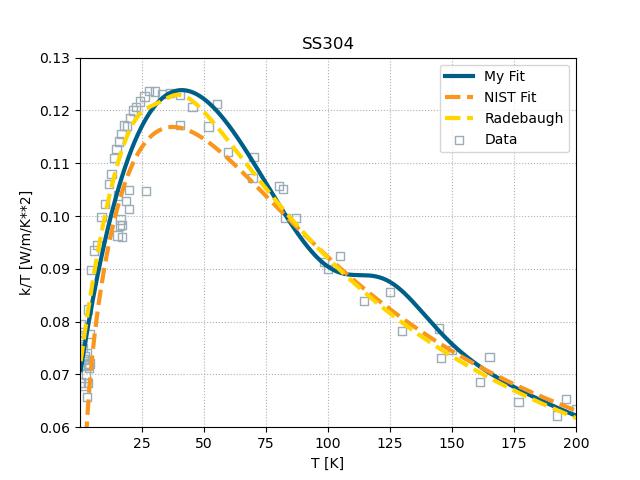 SS304
0.13
0.12
0.11
0.10
0.09
0.08
0.07
0.06
k/T [W/m/K**2]
25 50 75 100 125 150 175 200
T [K]
My Fit
NIST Fit
Radebaugh
Data